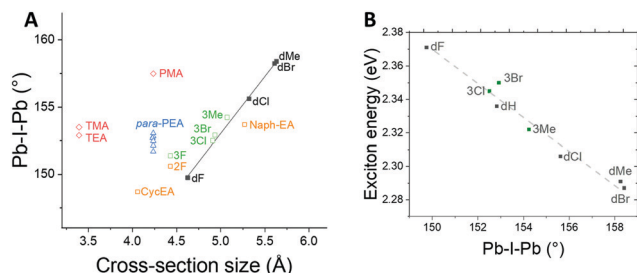 A
Pb-I-Pb (°)
160
155
150
PMA
dMe
dBr
dCl
TMA
TEA
para-PEA
3Me
3Br
3Cl
Naph-EA
3F
2F
dF
CycEA
3.5 4.0 4.5 5.0 5.5 6.0
Cross-section size (Å)
B
Exciton energy (eV)
2.38
2.36
2.34
2.32
2.30
2.28
dF
3Br
3Cl
dH
3Me
dCl
dMe
dBr
150 152 154 156 158
Pb-I-Pb (°)